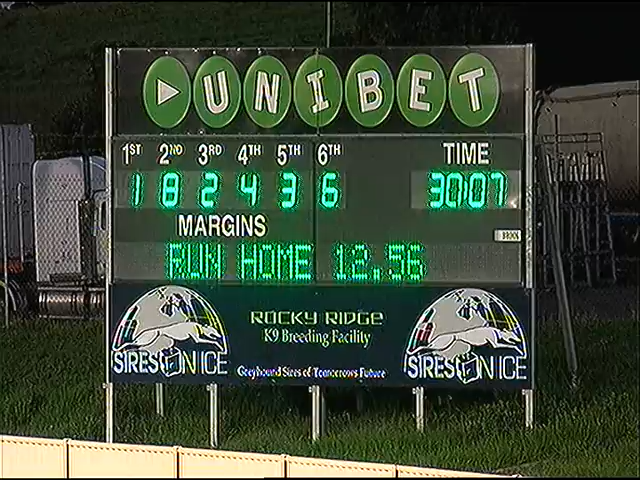 UNIBET
1ST 2ND 3RD 4TH 5TH 6TH TIME
1 8 2 4 3 6 30:07
MARGINS
RUN HOME 12.56
ROCKY RIDGE
K9 Breeding Facility
SIRES ON ICE
SIRES ON ICE
Greyhound Sires of Tomorrows Future